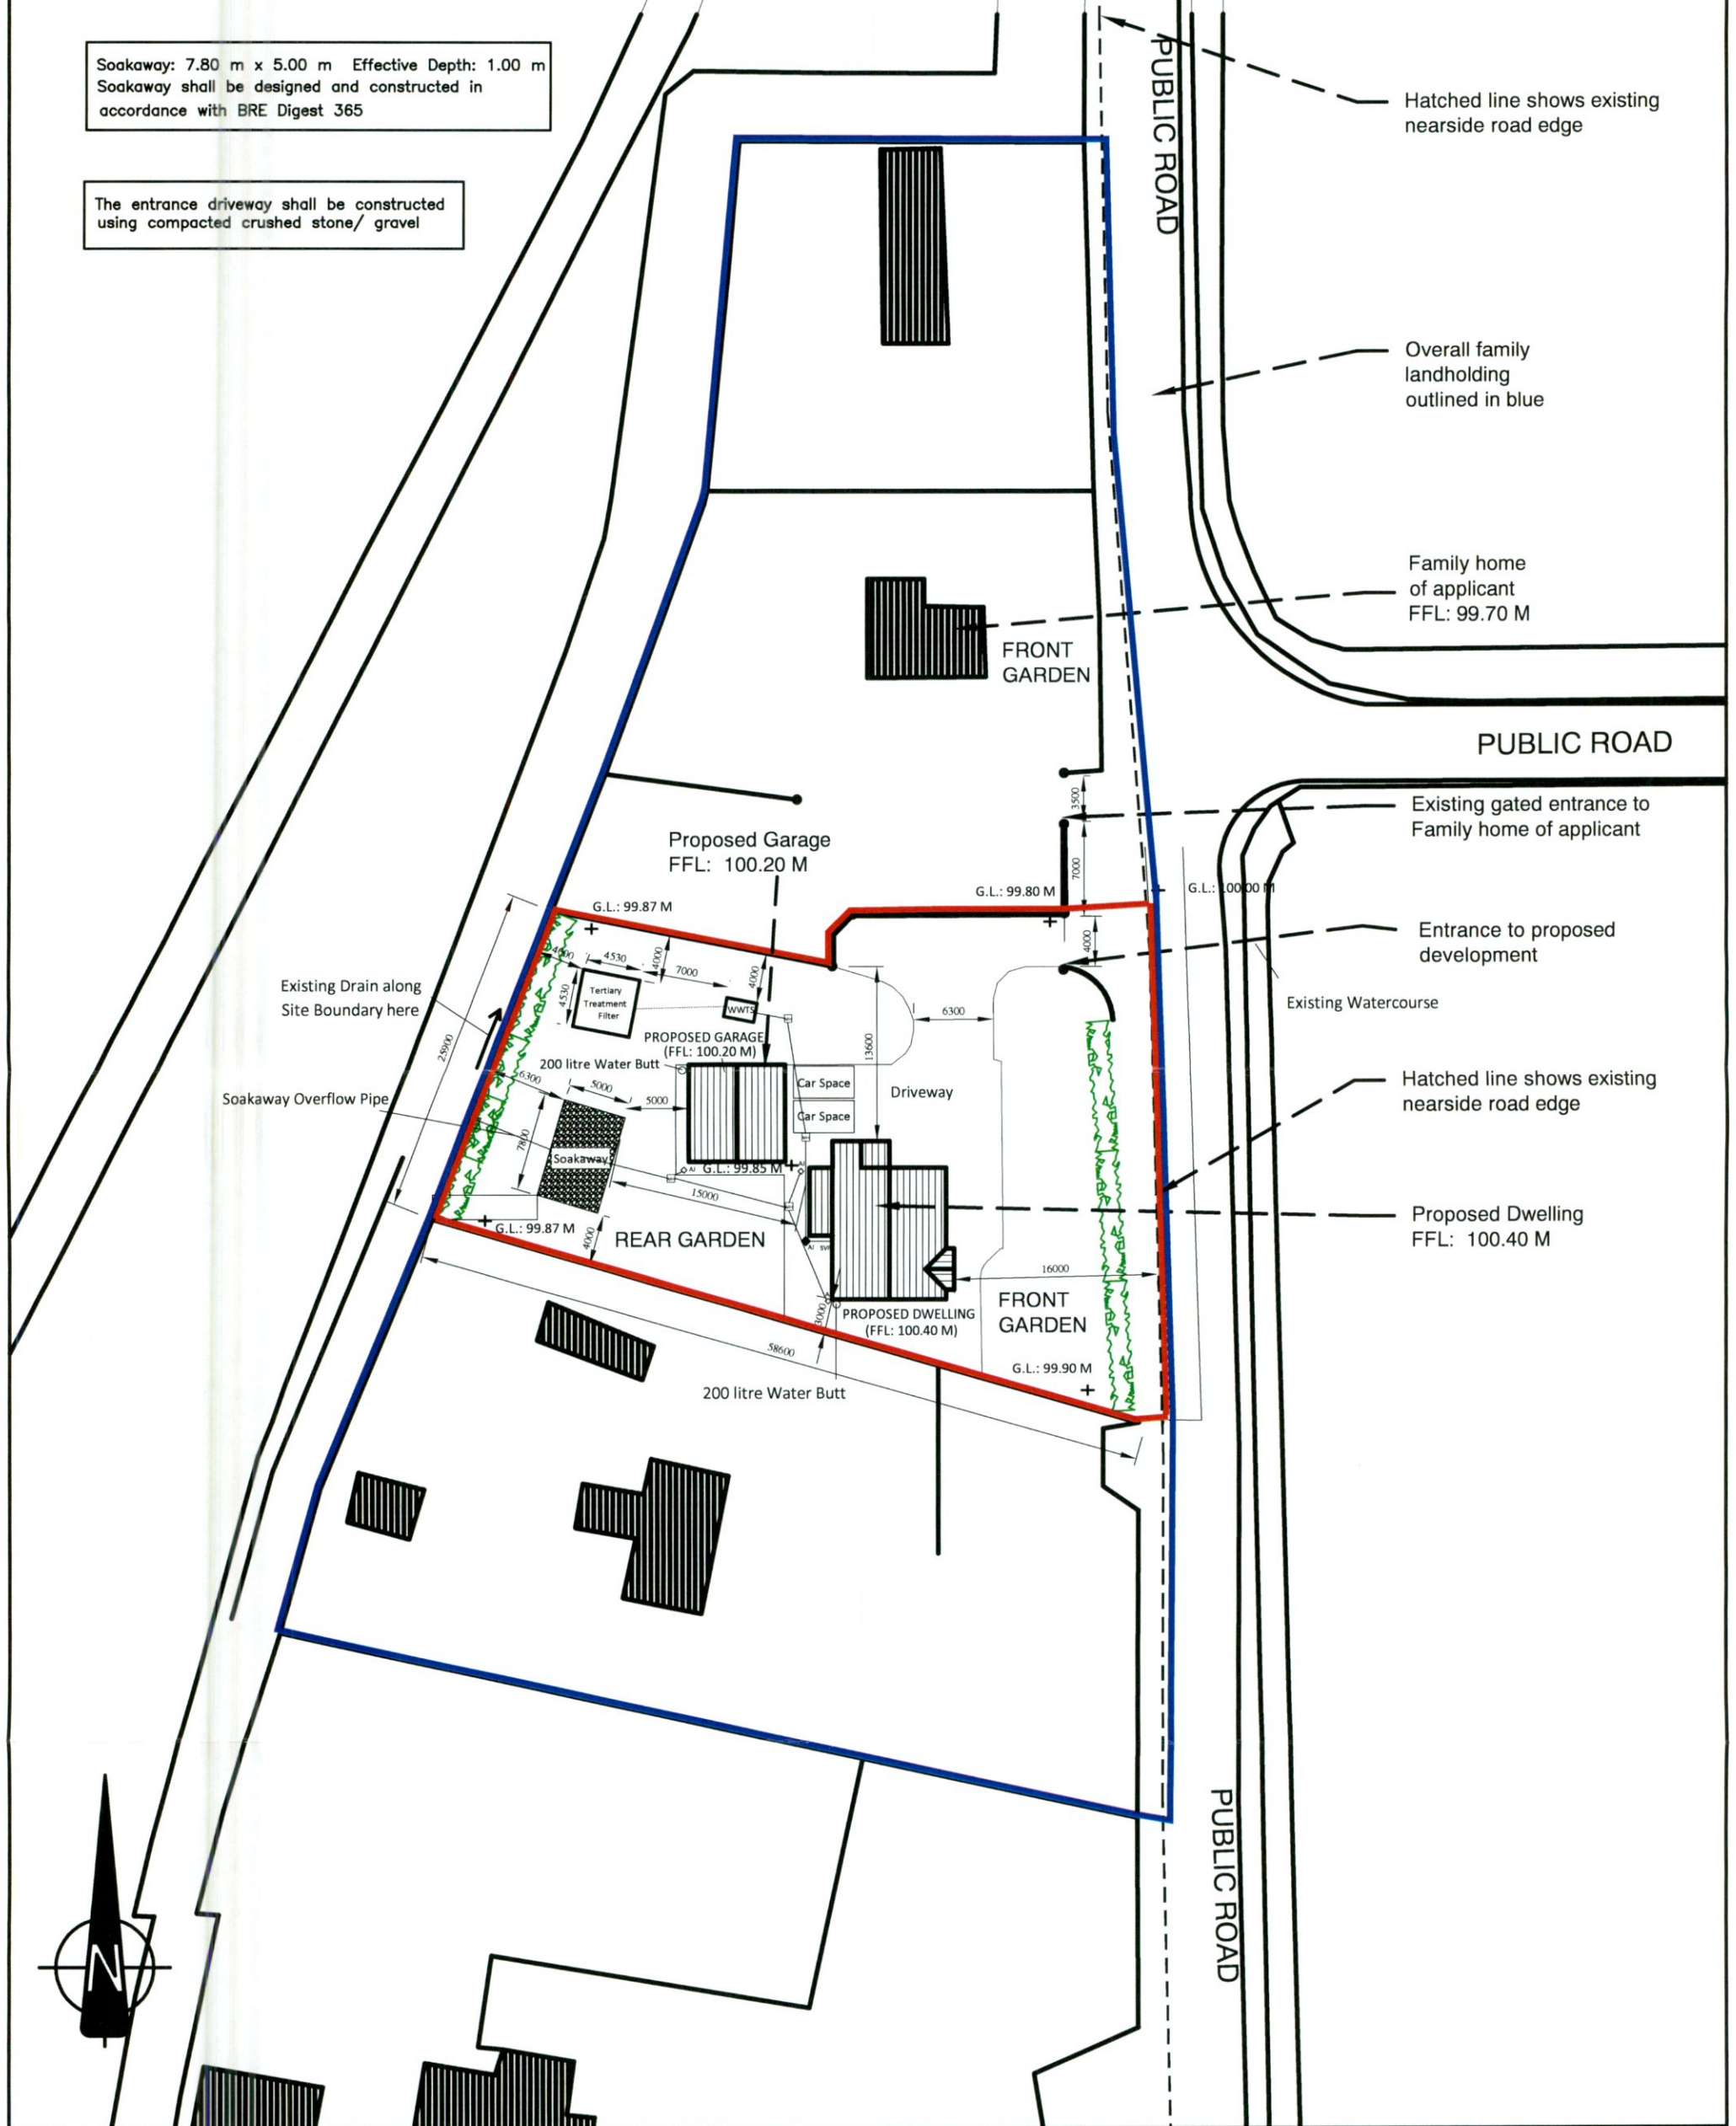 Soakaway: 7.80 m x 5.00 m   Effective Depth: 1.00 m
Soakaway shall be designed and constructed in
accordance with BRE Digest 365
The entrance driveway shall be constructed
using compacted crushed stone/ gravel
PUBLIC ROAD
Hatched line shows existing
nearside road edge
Overall family
landholding
outlined in blue
Family home
of applicant
FFL: 99.70 M
FRONT
GARDEN
PUBLIC ROAD
3500
Existing gated entrance to
Family home of applicant
Proposed Garage
FFL: 100.20 M
7000
G.L.: 99.80 M
G.L.: 100.00 M
G.L.: 99.87 M
4000
Entrance to proposed
development
4000
4530
4000
7000
4000
Existing Drain along
Site Boundary here
4530
Tertiary
Treatment
Filter
WWTS
Existing Watercourse
6300
PROPOSED GARAGE
(FFL: 100.20 M)
13600
25900
200 litre Water Butt
6300
5000
5000
Car Space
Car Space
Driveway
Hatched line shows existing
nearside road edge
Soakaway Overflow Pipe
7800
Soakaway
AI
G.L.: 99.85 M
AI
15000
Proposed Dwelling
FFL: 100.40 M
G.L.: 99.87 M
4000
REAR GARDEN
AI
16000
FRONT
GARDEN
3000
PROPOSED DWELLING
(FFL: 100.40 M)
58600
G.L.: 99.90 M
200 litre Water Butt
PUBLIC ROAD
N